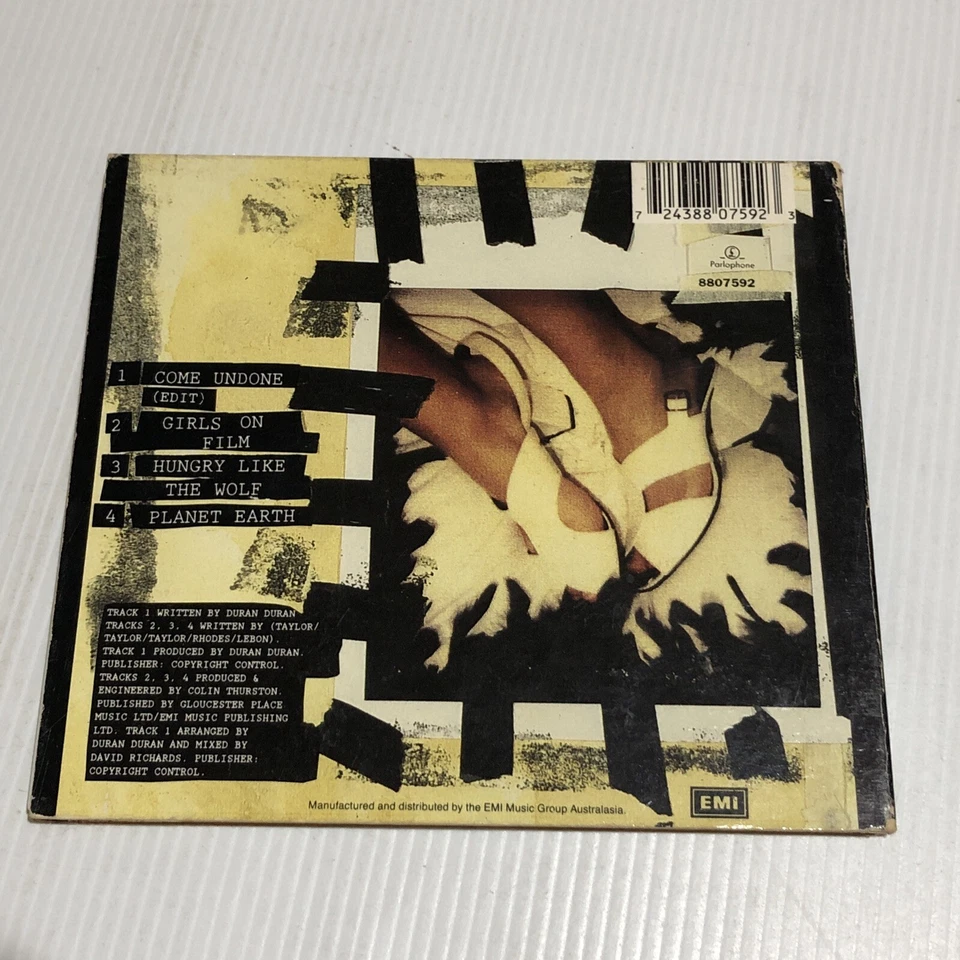 7 24388 07592 3
Parlophone
8807592
1 COME UNDONE
(EDIT)
2 GIRLS ON
FILM
3 HUNGRY LIKE
THE WOLF
4 PLANET EARTH
TRACK 1 WRITTEN BY DURAN DURAN
TRACKS 2, 3, 4 WRITTEN BY (TAYLOR/
TAYLOR/TAYLOR/RHODES/LEBON).
TRACK 1 PRODUCED BY DURAN DURAN.
PUBLISHER: COPYRIGHT CONTROL.
TRACKS 2, 3, 4 PRODUCED &
ENGINEERED BY COLIN THURSTON.
PUBLISHED BY GLOUCESTER PLACE
MUSIC LTD/EMI MUSIC PUBLISHING
LTD. TRACK 1 ARRANGED BY
DURAN DURAN AND MIXED BY
DAVID RICHARDS. PUBLISHER:
COPYRIGHT CONTROL.
Manufactured and distributed by the EMI Music Group Australasia.
EMI